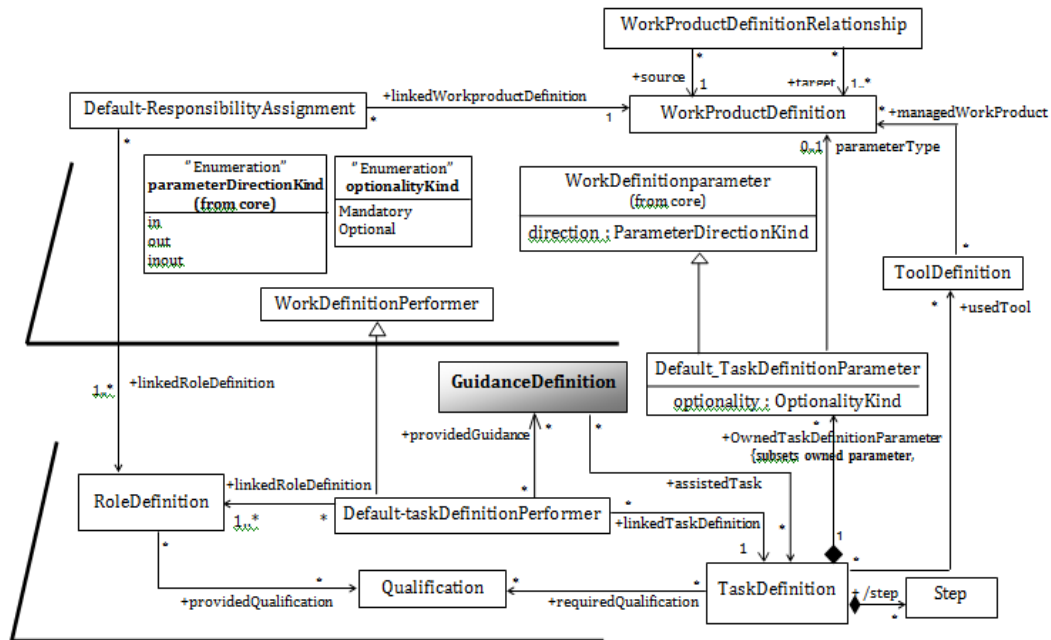 WorkProductDefinitionRelationship
*
*
+source
1
+target
1..*
Default-ResponsibilityAssignment
+linkedWorkproductDefinition
*
1
WorkProductDefinition
*
+managedWorkProduct
*
0..1
parameterType
"Enumeration"
parameterDirectionKind
(from core)
in
out
inout
"Enumeration"
optionalityKind
Mandatory
Optional
WorkDefinitionparameter
(from core)
direction : ParameterDirectionKind
*
ToolDefinition
*
+usedTool
WorkDefinitionPerformer
1..*
+linkedRoleDefinition
GuidanceDefinition
Default_TaskDefinitionParameter
optionality : OptionalityKind
+providedGuidance
*
*
*
+OwnedTaskDefinitionParameter
{subsets owned parameter,
+assistedTask
RoleDefinition
+linkedRoleDefinition
1..*
*
*
Default-taskDefinitionPerformer
*
+linkedTaskDefinition
1
*
1
*
*
*
+providedQualification
Qualification
*
*
+requiredQualification
TaskDefinition
+ /step
*
Step